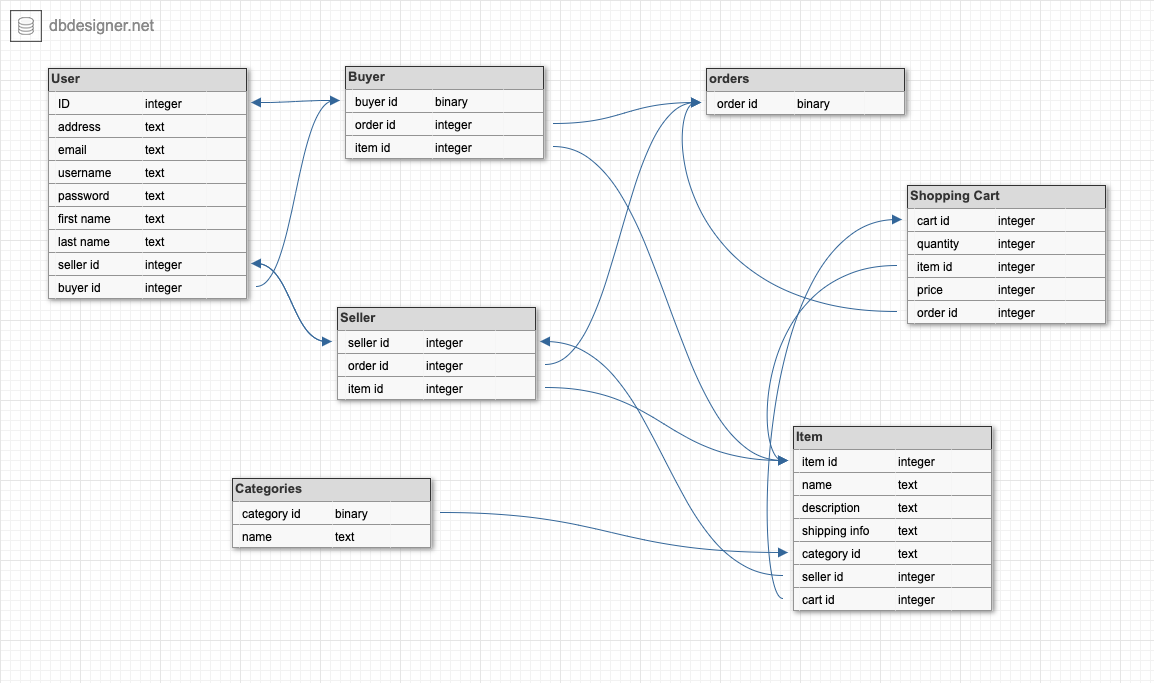 dbdesigner.net
User
ID integer
address text
email text
username text
password text
first name text
last name text
seller id integer
buyer id integer
Buyer
buyer id binary
order id integer
item id integer
orders
order id binary
Shopping Cart
cart id integer
quantity integer
item id integer
price integer
order id integer
Seller
seller id integer
order id integer
item id integer
Categories
category id binary
name text
Item
item id integer
name text
description text
shipping info text
category id text
seller id integer
cart id integer